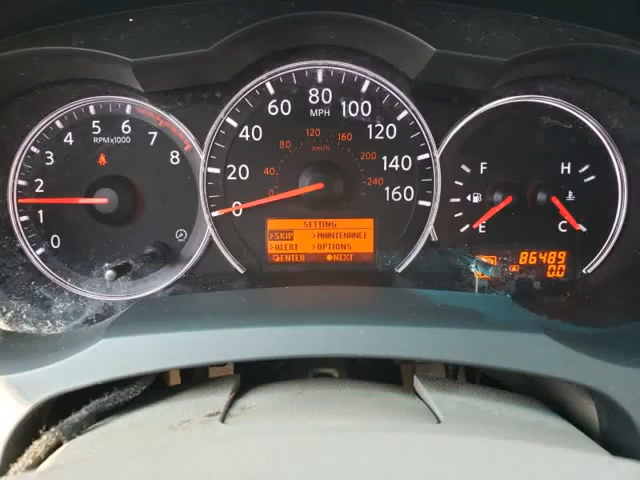 0 1 2 3 4 5 6 7 8
RPMx1000
0 20 40 60 80 100 120 140 160
MPH
0 40 80 120 160 200 240
km/h
SETTING
>SKIP >MAINTENANCE
>ALERT >OPTIONS
ENTER NEXT
F
E
H
C
A
86489
0.0